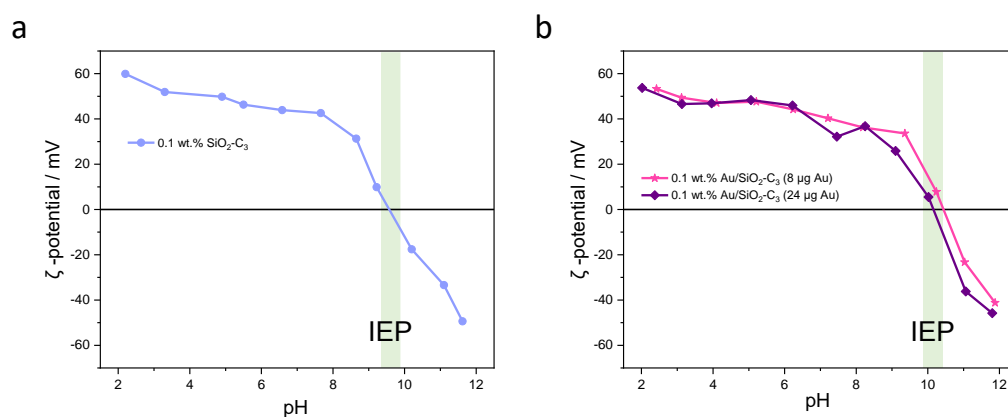 a
60
40
20
0
-20
-40
-60
ζ -potential / mV
0.1 wt.% SiO₂-C₃
IEP
2 4 6 8 10 12
pH
b
60
40
20
0
-20
-40
-60
ζ -potential / mV
0.1 wt.% Au/SiO₂-C₃ (8 µg Au)
0.1 wt.% Au/SiO₂-C₃ (24 µg Au)
IEP
2 4 6 8 10 12
pH